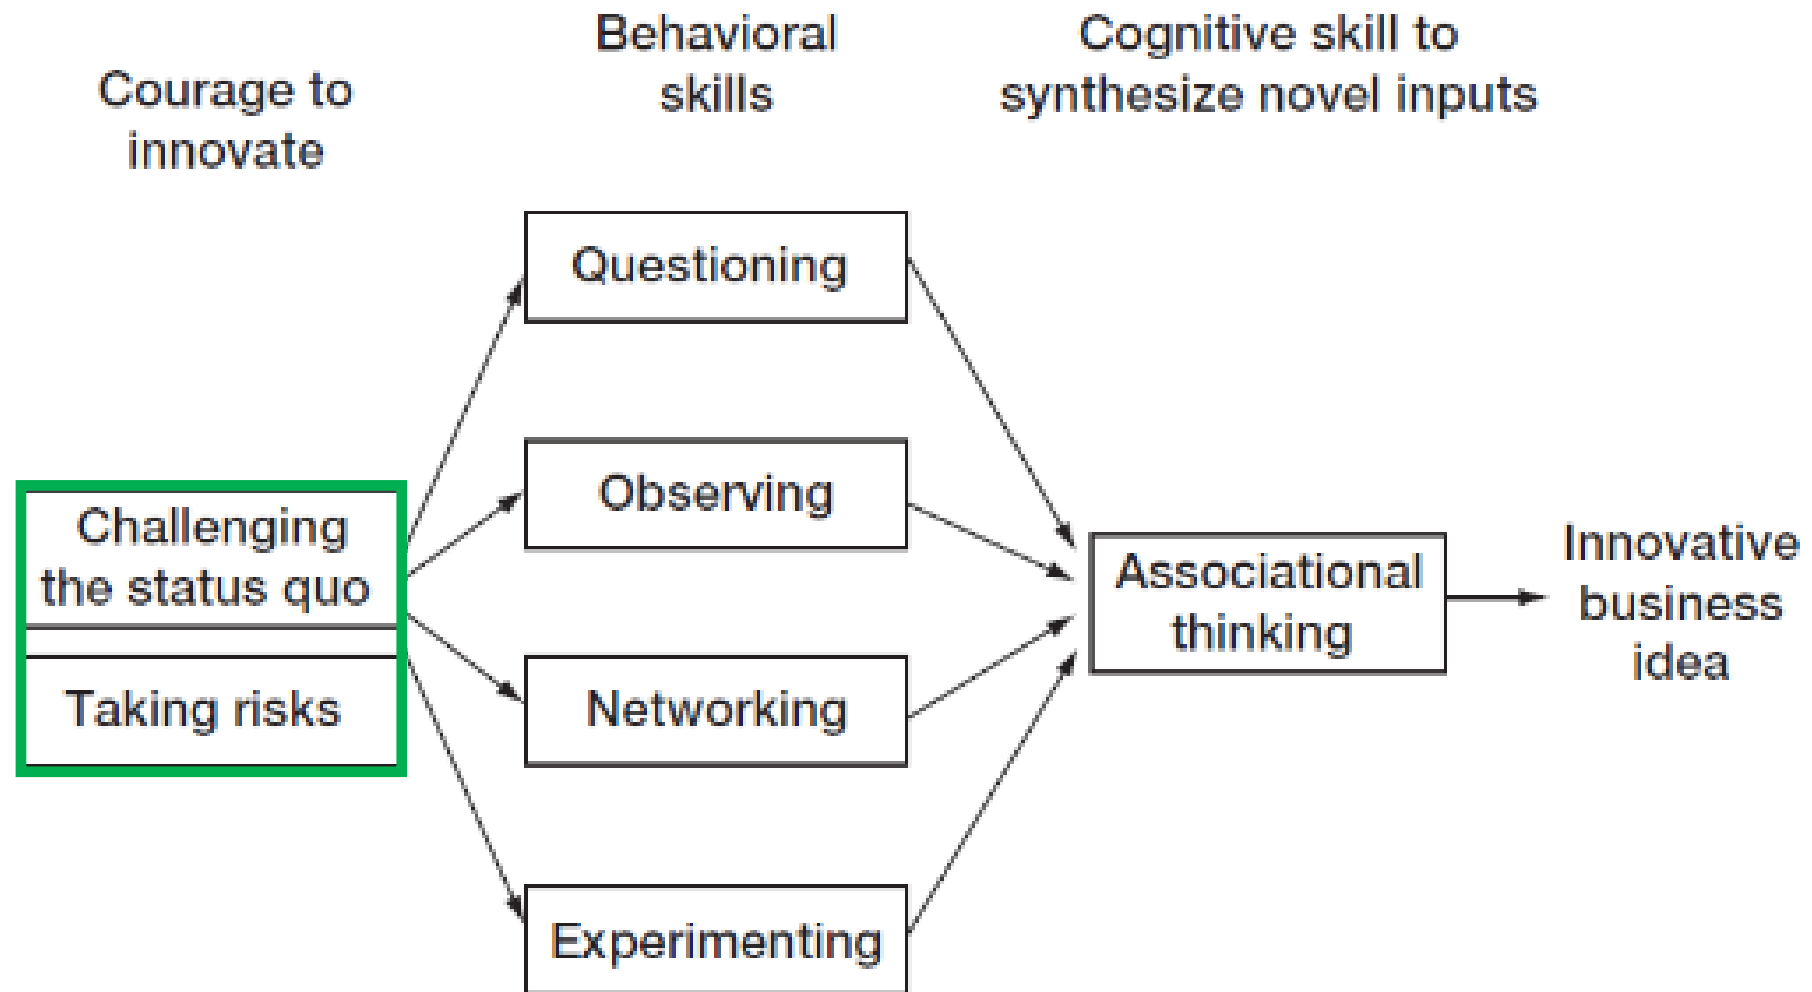 Courage to
innovate
Behavioral
skills
Cognitive skill to
synthesize novel inputs
Challenging
the status quo
Taking risks
Questioning
Observing
Networking
Experimenting
Associational
thinking
Innovative
business
idea